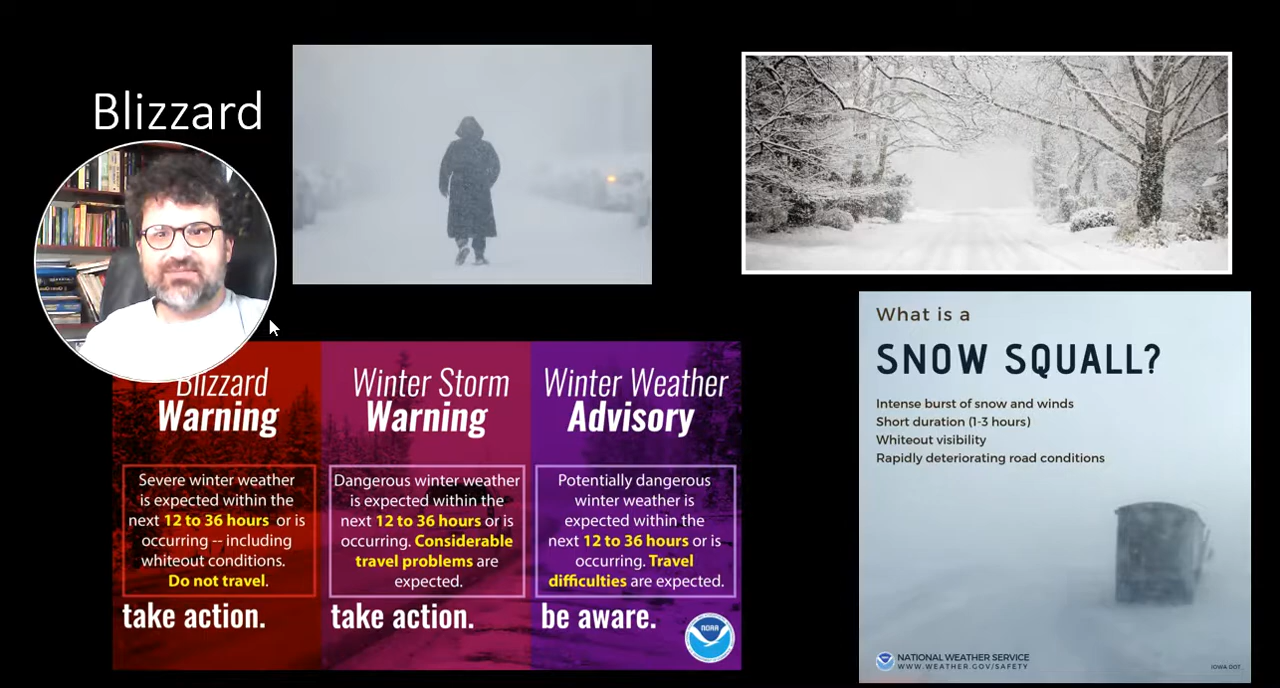 Blizzard
Blizzard
Warning
Severe winter weather
is expected within the
next 12 to 36 hours or is
occurring -- including
whiteout conditions.
Do not travel.
take action.
Winter Storm
Warning
Dangerous winter weather
is expected within the
next 12 to 36 hours or is
occurring. Considerable
travel problems are
expected.
take action.
Winter Weather
Advisory
Potentially dangerous
winter weather is
expected within the
next 12 to 36 hours or is
occurring. Travel
difficulties are expected.
be aware.
NOAA
What is a
SNOW SQUALL?
Intense burst of snow and winds
Short duration (1-3 hours)
Whiteout visibility
Rapidly deteriorating road conditions
NATIONAL WEATHER SERVICE
WWW.WEATHER.GOV/SAFETY
IOWA DOT